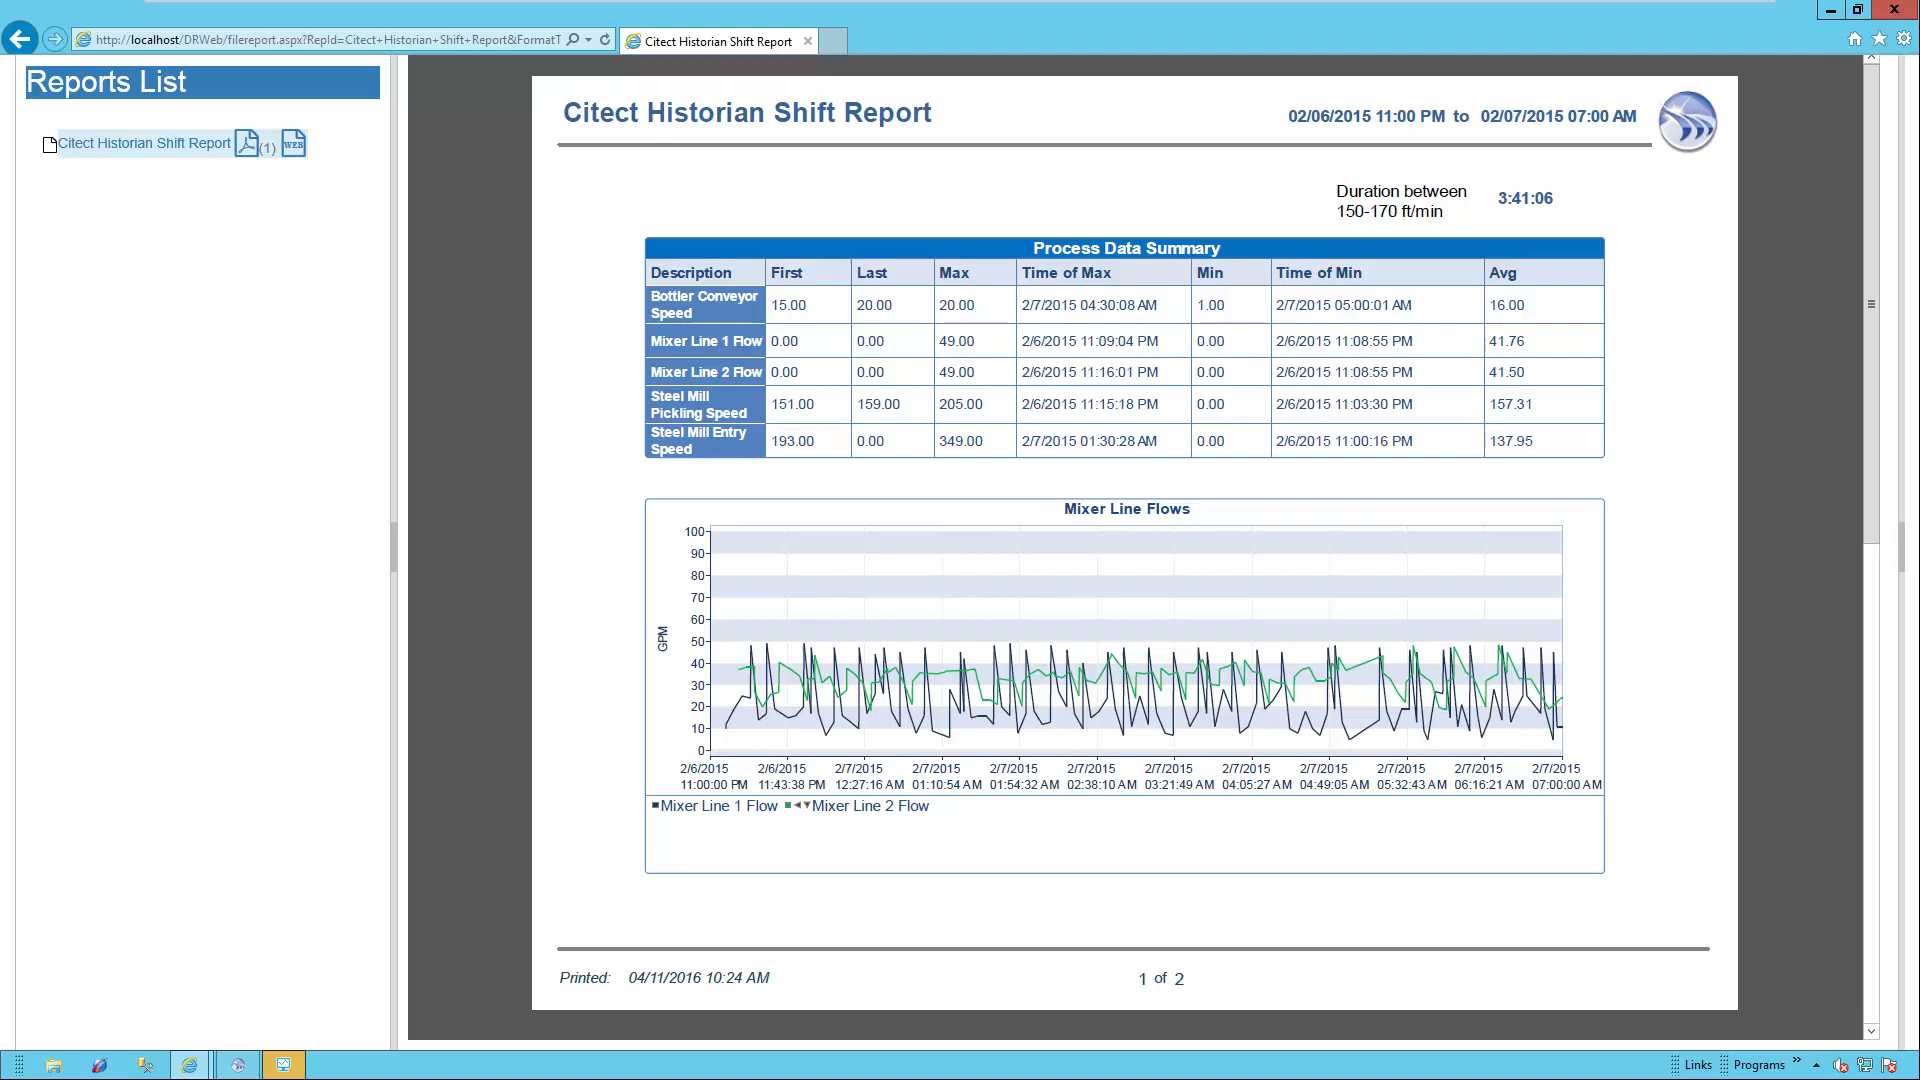 http://localhost/DRWeb/filereport.aspx?RepId=Citect+Historian+Shift+Report&FormatT
Citect Historian Shift Report
Reports List
Citect Historian Shift Report (1) WEB
Citect Historian Shift Report 02/06/2015 11:00 PM to 02/07/2015 07:00 AM
Duration between
150-170 ft/min
3:41:06
Process Data Summary
Description First Last Max Time of Max Min Time of Min Avg
Bottler Conveyor
Speed
15.00 20.00 20.00 2/7/2015 04:30:08 AM 1.00 2/7/2015 05:00:01 AM 16.00
Mixer Line 1 Flow 0.00 0.00 49.00 2/6/2015 11:09:04 PM 0.00 2/6/2015 11:08:55 PM 41.76
Mixer Line 2 Flow 0.00 0.00 49.00 2/6/2015 11:16:01 PM 0.00 2/6/2015 11:08:55 PM 41.50
Steel Mill
Pickling Speed
151.00 159.00 205.00 2/6/2015 11:15:18 PM 0.00 2/6/2015 11:03:30 PM 157.31
Steel Mill Entry
Speed
193.00 0.00 349.00 2/7/2015 01:30:28 AM 0.00 2/6/2015 11:00:16 PM 137.95
Mixer Line Flows
100
90
80
70
60
50
40
30
20
10
0
GPM
2/6/2015 2/6/2015 2/7/2015 2/7/2015 2/7/2015 2/7/2015 2/7/2015 2/7/2015 2/7/2015 2/7/2015 2/7/2015 2/7/2015
11:00:00 PM 11:43:38 PM 12:27:16 AM 01:10:54 AM 01:54:32 AM 02:38:10 AM 03:21:49 AM 04:05:27 AM 04:49:05 AM 05:32:43 AM 06:16:21 AM 07:00:00 AM
Mixer Line 1 Flow Mixer Line 2 Flow
Printed: 04/11/2016 10:24 AM
1 of 2
Links Programs